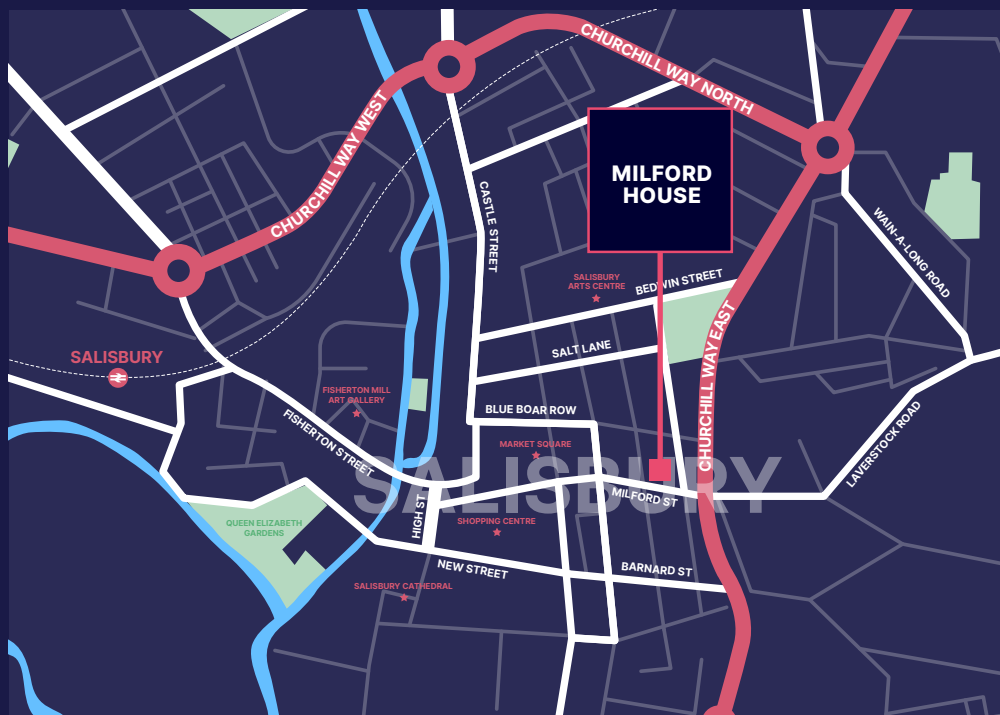 CHURCHILL WAY NORTH
CHURCHILL WAY WEST
MILFORD
HOUSE
CASTLE STREET
WAIN-A-LONG ROAD
SALISBURY
ARTS CENTRE
BEDWIN STREET
CHURCHILL WAY EAST
SALT LANE
SALISBURY
FISHERTON MILL
ART GALLERY
BLUE BOAR ROW
FISHERTON STREET
MARKET SQUARE
LAVERSTOCK ROAD
SALISBURY
MILFORD ST
HIGH ST
SHOPPING CENTRE
QUEEN ELIZABETH
GARDENS
NEW STREET
BARNARD ST
SALISBURY CATHEDRAL